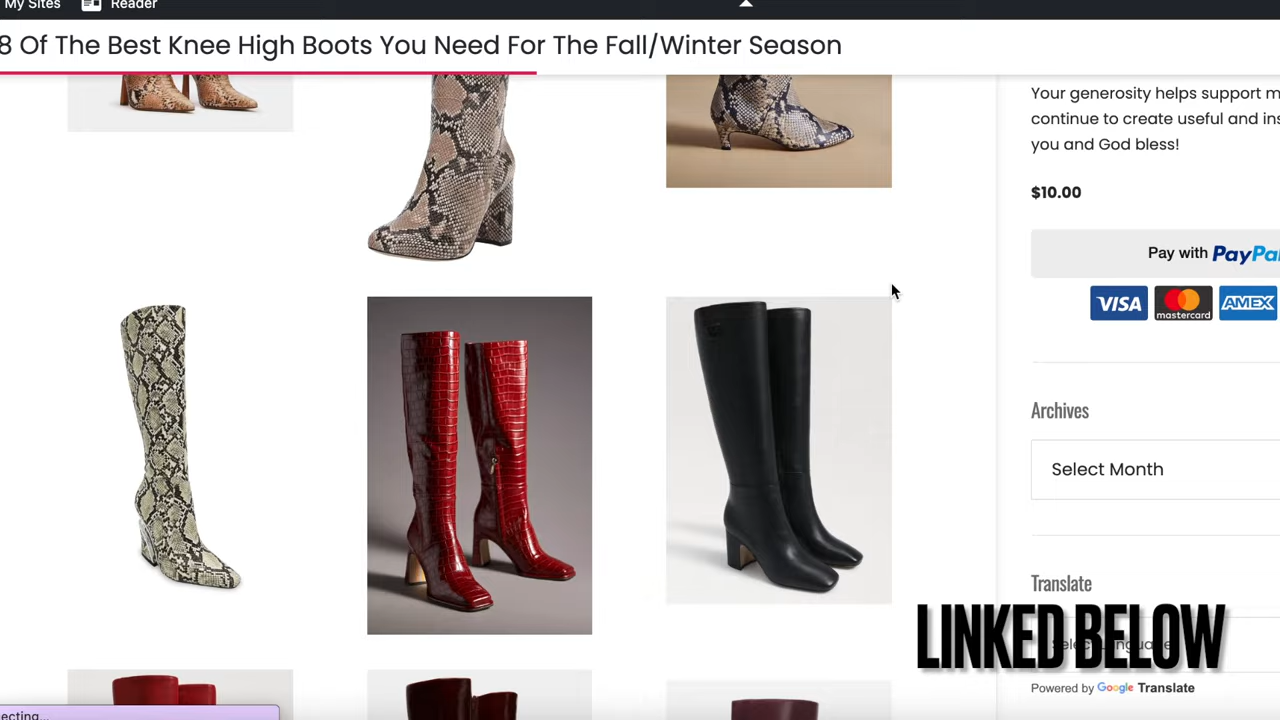 My Sites
Reader
8 Of The Best Knee High Boots You Need For The Fall/Winter Season
Your generosity helps support m
continue to create useful and ins
you and God bless!
$10.00
Pay with PayPal
VISA
mastercard
AMEX
Archives
Select Month
Translate
LINKED BELOW
Powered by Google Translate
ecting...